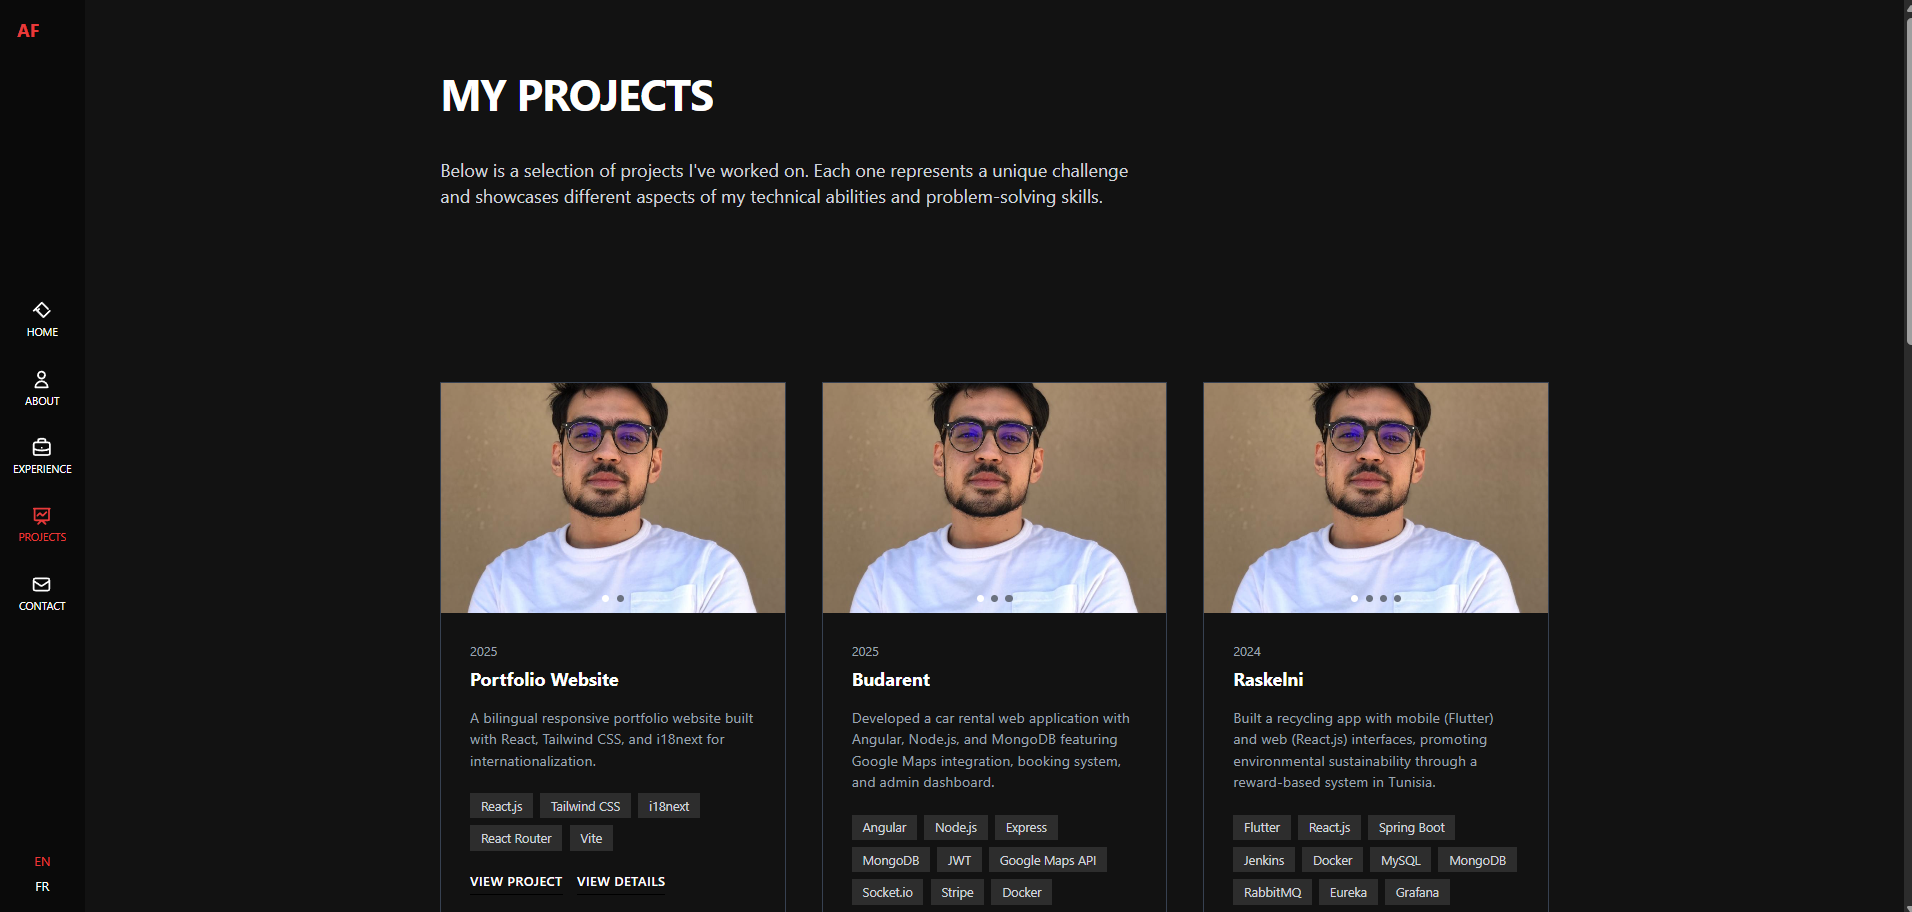 AF
MY PROJECTS
Below is a selection of projects I've worked on. Each one represents a unique challenge
and showcases different aspects of my technical abilities and problem-solving skills.
HOME
ABOUT
EXPERIENCE
PROJECTS
CONTACT
EN
FR
2025
Portfolio Website
A bilingual responsive portfolio website built
with React, Tailwind CSS, and i18next for
internationalization.
React.js Tailwind CSS i18next
React Router Vite
VIEW PROJECT VIEW DETAILS
2025
Budarent
Developed a car rental web application with
Angular, Node.js, and MongoDB featuring
Google Maps integration, booking system,
and admin dashboard.
Angular Node.js Express
MongoDB JWT Google Maps API
Socket.io Stripe Docker
2024
Raskelni
Built a recycling app with mobile (Flutter)
and web (React.js) interfaces, promoting
environmental sustainability through a
reward-based system in Tunisia.
Flutter React.js Spring Boot
Jenkins Docker MySQL MongoDB
RabbitMQ Eureka Grafana